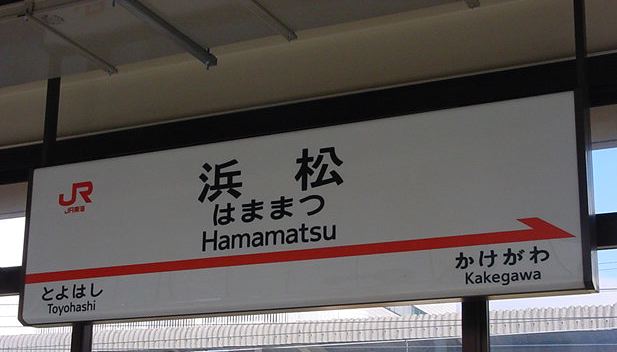 JR
JR東海
浜松
はままつ
Hamamatsu
とよはし
Toyohashi
かけがわ
Kakegawa